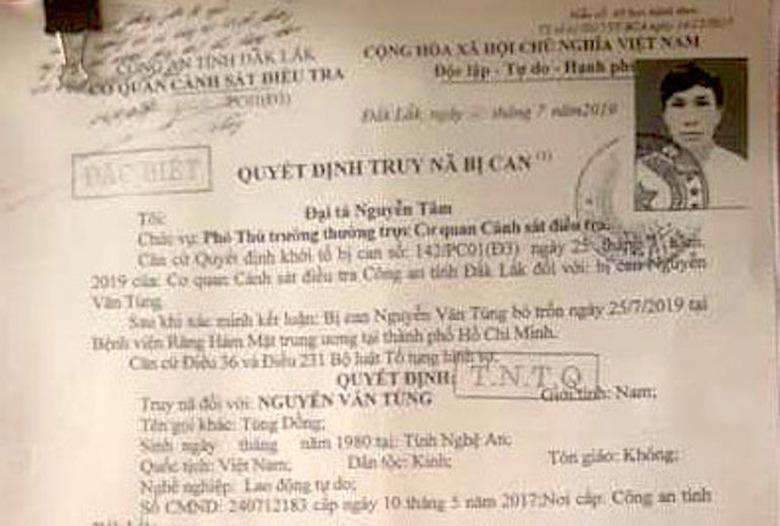 CÔNG AN TỈNH ĐẮK LẮK
CƠ QUAN CẢNH SÁT ĐIỀU TRA
PC01(Đ3)
CỘNG HÒA XÃ HỘI CHỦ NGHĨA VIỆT NAM
Độc lập - Tự do - Hạnh
Đắk Lắk, ngày tháng 7 năm 2019
ĐẶC BIỆT
QUYẾT ĐỊNH TRUY NÃ BỊ CAN (1)
Tôi: Đại tá Nguyễn Tâm
Chức vụ: Phó Thủ trưởng thường trực Cơ quan Cảnh sát điều tra
Căn cứ Quyết định khởi tố bị can số: 142/PC01(Đ3) ngày 25 tháng 7 năm
2019 của: Cơ quan Cảnh sát điều tra Công an tỉnh Đắk Lắk đối với: bị can Nguyễn
Văn Tùng
Sau khi xác minh kết luận: Bị can Nguyễn Văn Tùng bỏ trốn ngày 25/7/2019 tại
Bệnh viện Răng Hàm Mặt trung ương tại thành phố Hồ Chí Minh.
Căn cứ Điều 36 và Điều 231 Bộ luật Tố tụng hình sự,
QUYẾT ĐỊNH:
T.N.T.Q
Truy nã đối với: NGUYỄN VĂN TÙNG Giới tính: Nam;
Tên gọi khác: Tùng Dồng;
Sinh ngày tháng năm 1980 tại: Tỉnh Nghệ An;
Quốc tịch: Việt Nam; Dân tộc: Kinh; Tôn giáo: Không;
Nghề nghiệp: Lao động tự do;
Số CMND: 240712183 cấp ngày 10 tháng 5 năm 2017;Nơi cấp: Công an tỉnh